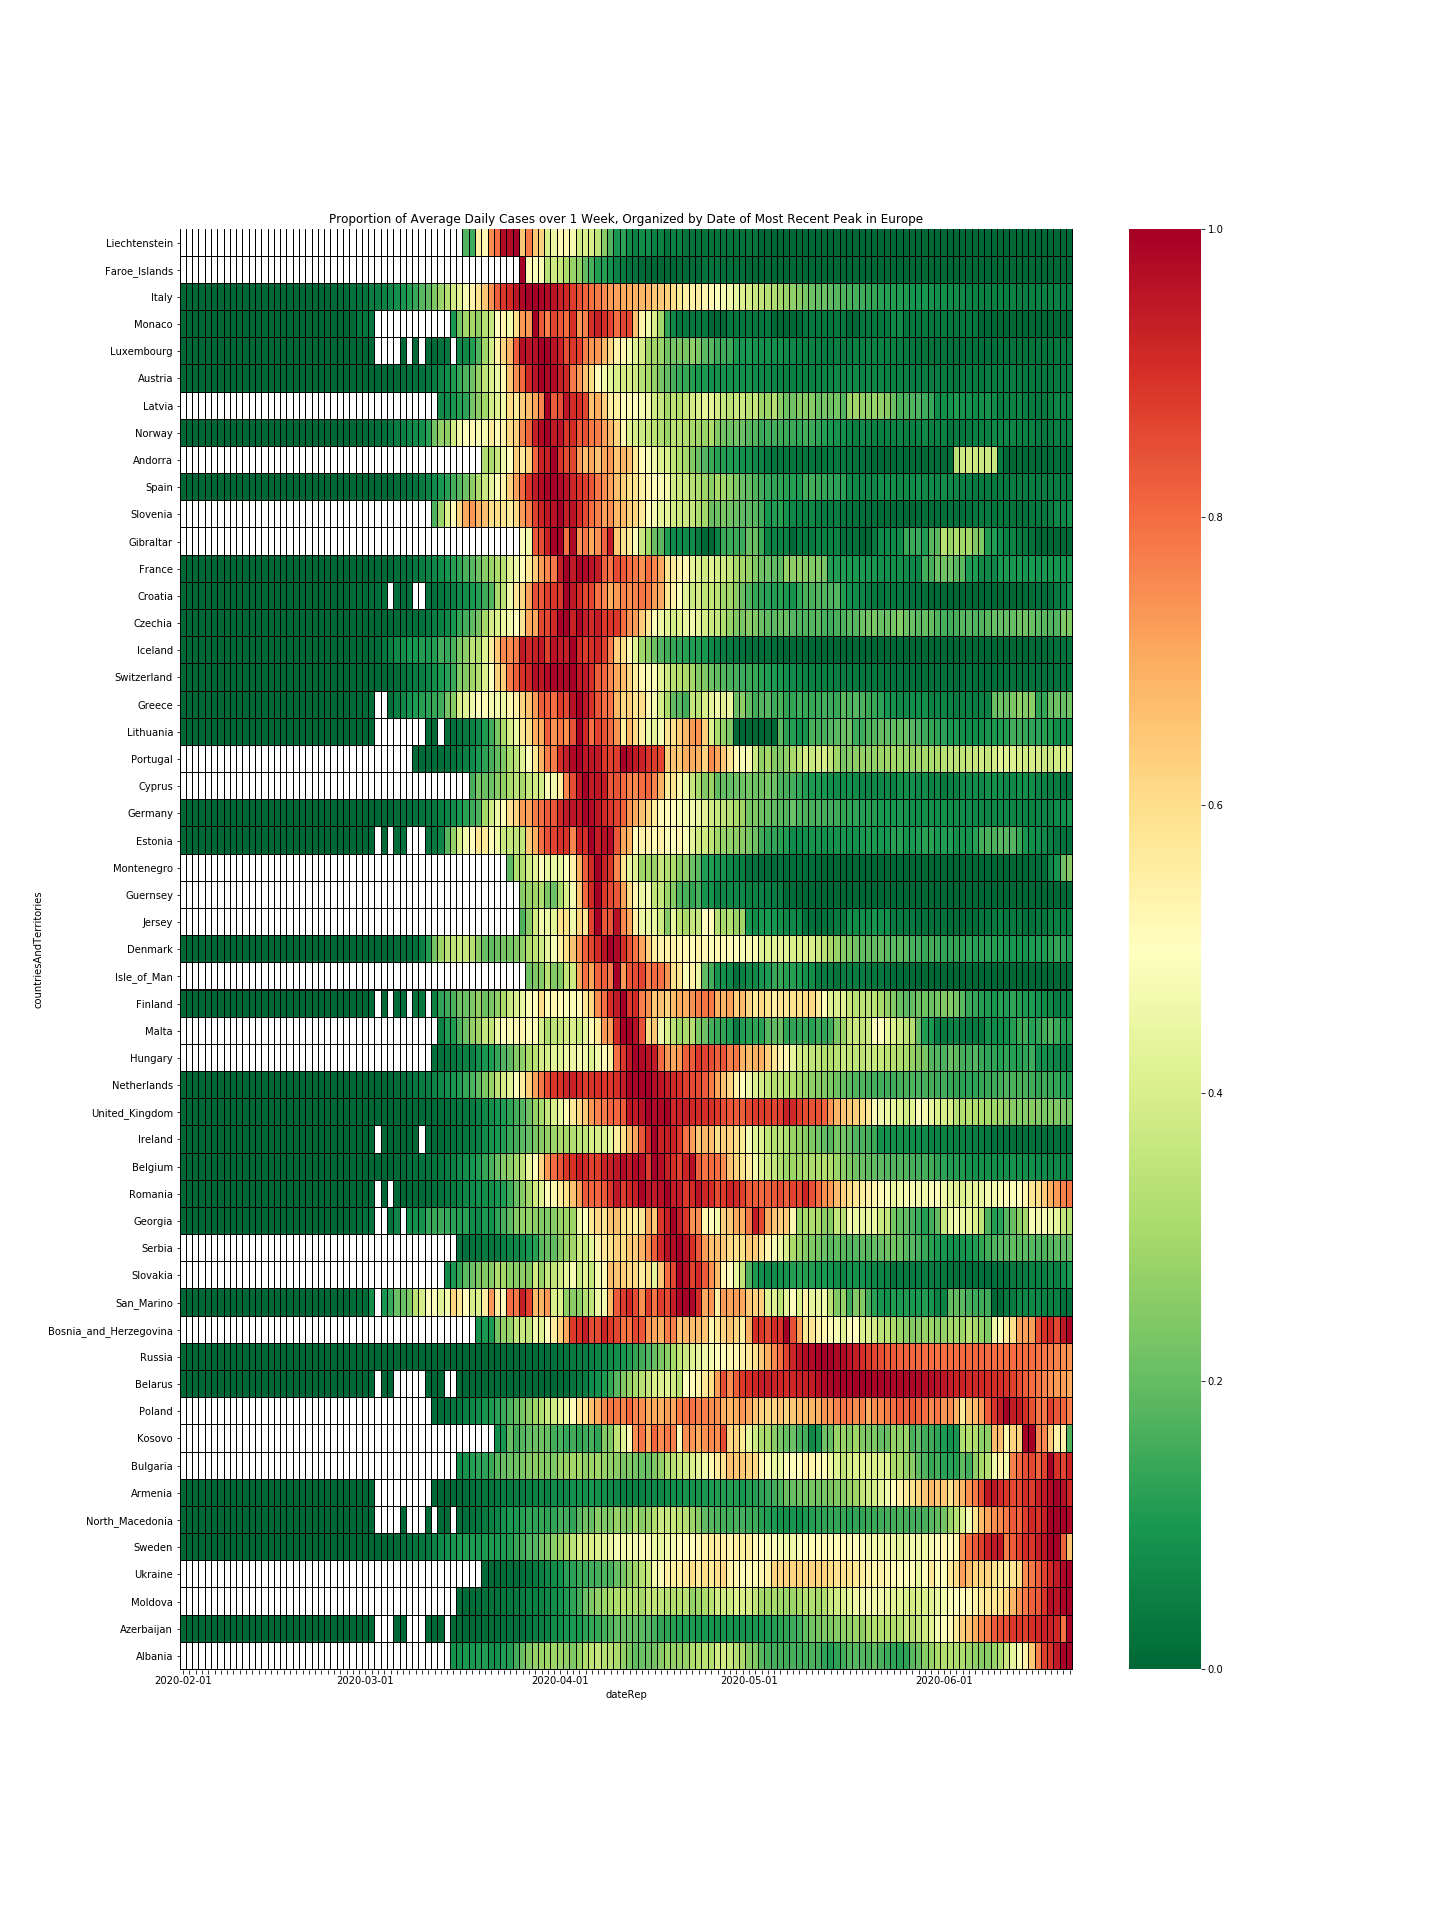 Proportion of Average Daily Cases over 1 Week, Organized by Date of Most Recent Peak in Europe
countriesAndTerritories
Liechtenstein
Faroe_Islands
Italy
Monaco
Luxembourg
Austria
Latvia
Norway
Andorra
Spain
Slovenia
Gibraltar
France
Croatia
Czechia
Iceland
Switzerland
Greece
Lithuania
Portugal
Cyprus
Germany
Estonia
Montenegro
Guernsey
Jersey
Denmark
Isle_of_Man
Finland
Malta
Hungary
Netherlands
United_Kingdom
Ireland
Belgium
Romania
Georgia
Serbia
Slovakia
San_Marino
Bosnia_and_Herzegovina
Russia
Belarus
Poland
Kosovo
Bulgaria
Armenia
North_Macedonia
Sweden
Ukraine
Moldova
Azerbaijan
Albania
2020-02-01 2020-03-01 2020-04-01 2020-05-01 2020-06-01
dateRep
1.0
0.8
0.6
0.4
0.2
0.0